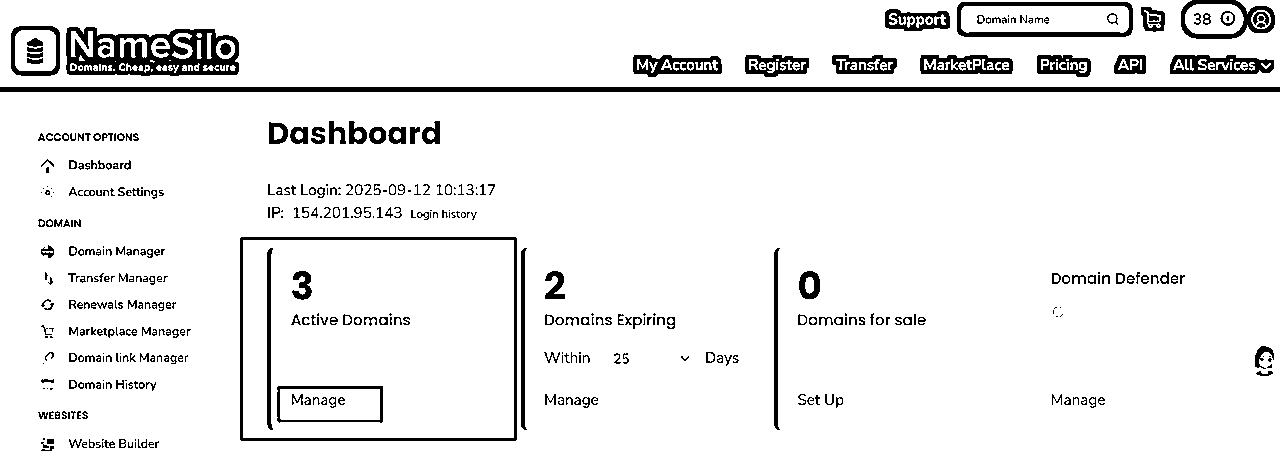 Support
Domain Name
38
NameSilo
Domains. Cheap, easy and secure
My Account Register Transfer MarketPlace Pricing API All Services
ACCOUNT OPTIONS
Dashboard
Account Settings
DOMAIN
Domain Manager
Transfer Manager
Renewals Manager
Marketplace Manager
Domain link Manager
Domain History
WEBSITES
Website Builder
Dashboard
Last Login: 2025-09-12 10:13:17
IP: 154.201.95.143 Login history
3
Active Domains
Manage
2
Domains Expiring
Within 25 Days
Manage
0
Domains for sale
Set Up
Domain Defender
Manage